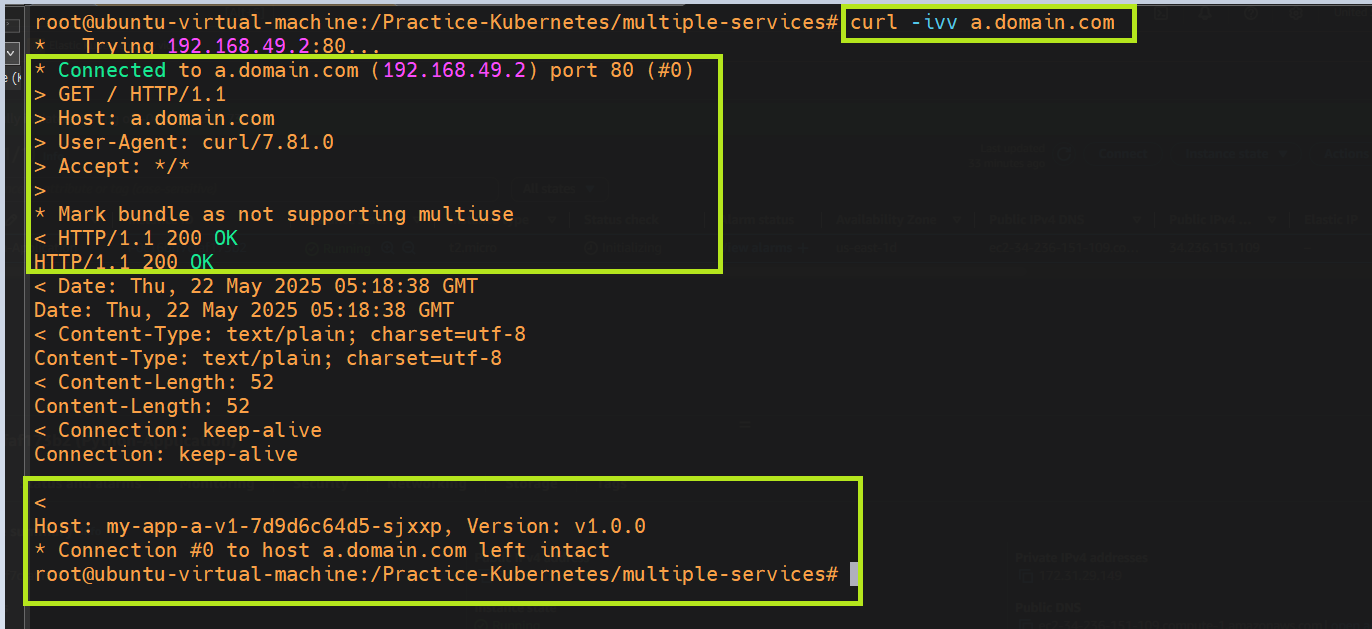 root@ubuntu-virtual-machine:/Practice-Kubernetes/multiple-services# curl -ivv a.domain.com
*   Trying 192.168.49.2:80...
* Connected to a.domain.com (192.168.49.2) port 80 (#0)
> GET / HTTP/1.1
> Host: a.domain.com
> User-Agent: curl/7.81.0
> Accept: */*
>
* Mark bundle as not supporting multiuse
< HTTP/1.1 200 OK
HTTP/1.1 200 OK
< Date: Thu, 22 May 2025 05:18:38 GMT
Date: Thu, 22 May 2025 05:18:38 GMT
< Content-Type: text/plain; charset=utf-8
Content-Type: text/plain; charset=utf-8
< Content-Length: 52
Content-Length: 52
< Connection: keep-alive
Connection: keep-alive
<
Host: my-app-a-v1-7d9d6c64d5-sjxxp, Version: v1.0.0
* Connection #0 to host a.domain.com left intact
root@ubuntu-virtual-machine:/Practice-Kubernetes/multiple-services#